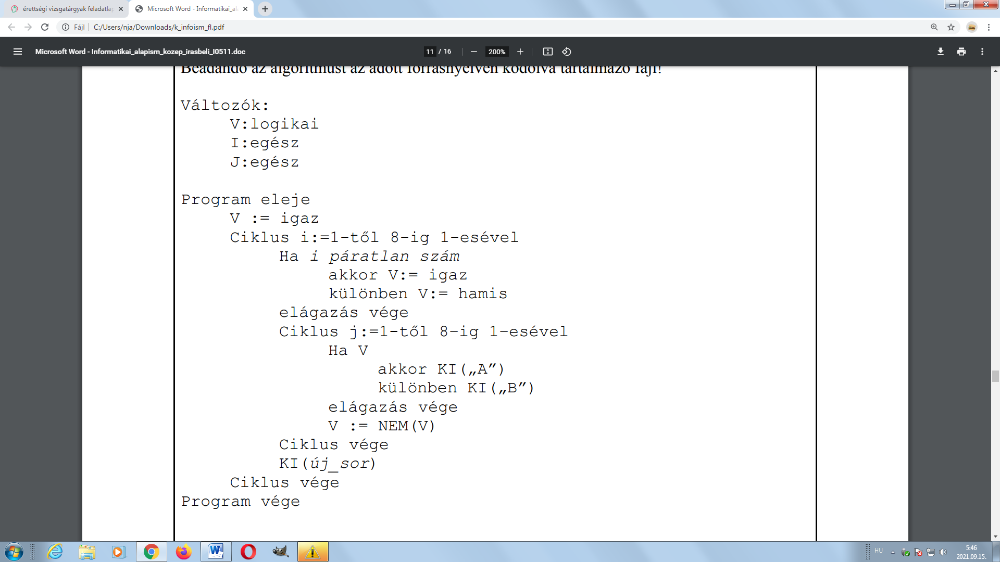 érettségi vizsgatárgyak feladatlap
Microsoft Word - Informatikai_al
Fájl
C:/Users/nja/Downloads/k_infoism_fl.pdf
Microsoft Word - Informatikai_alapism_kozep_irasbeli_I0511.doc
11 / 16
200%
Beadandó az algoritmust az adott forrásnyelven kódolva tartalmazó fájl!
Változók:
V:logikai
I:egész
J:egész
Program eleje
V := igaz
Ciklus i:=1-től 8-ig 1-esével
Ha i páratlan szám
akkor V:= igaz
különben V:= hamis
elágazás vége
Ciklus j:=1-től 8-ig 1-esével
Ha V
akkor KI(„A”)
különben KI(„B”)
elágazás vége
V := NEM(V)
Ciklus vége
KI(új_sor)
Ciklus vége
Program vége
HU
5:46
2021.09.15.